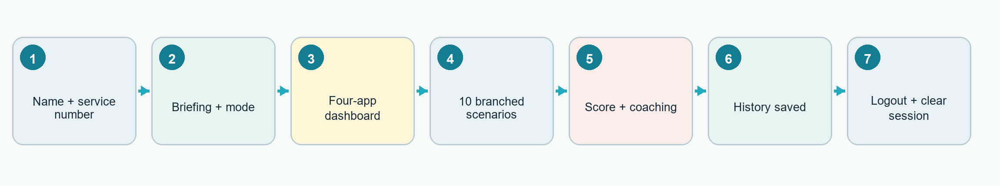 1
Name + service
number
2
Briefing + mode
3
Four-app
dashboard
4
10 branched
scenarios
5
Score + coaching
6
History saved
7
Logout + clear
session